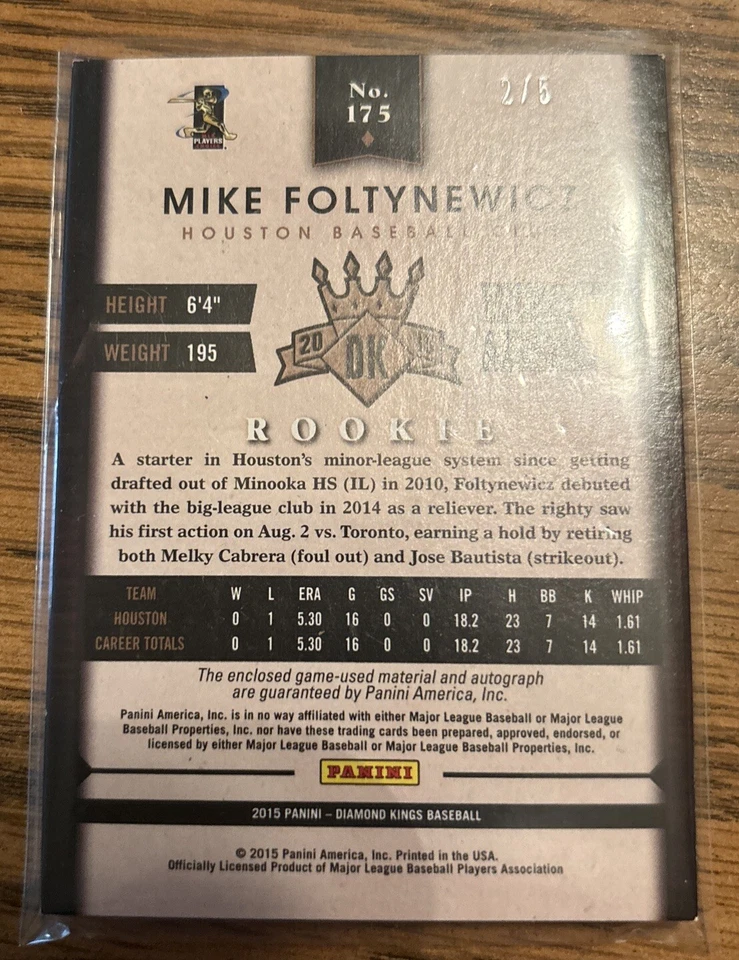 No.
175
2/5
PLAYERS
MIKE FOLTYNEWICZ
HOUSTON BASEBALL CLUB
HEIGHT 6'4"
WEIGHT 195
20 DK 15
ROOKIE
A starter in Houston's minor-league system since getting
drafted out of Minooka HS (IL) in 2010, Foltynewicz debuted
with the big-league club in 2014 as a reliever. The righty saw
his first action on Aug. 2 vs. Toronto, earning a hold by retiring
both Melky Cabrera (foul out) and Jose Bautista (strikeout).
TEAM W L ERA G GS SV IP H BB K WHIP
HOUSTON 0 1 5.30 16 0 0 18.2 23 7 14 1.61
CAREER TOTALS 0 1 5.30 16 0 0 18.2 23 7 14 1.61
The enclosed game-used material and autograph
are guaranteed by Panini America, Inc.
Panini America, Inc. is in no way affiliated with either Major League Baseball or Major League
Baseball Properties, Inc. nor have these trading cards been prepared, approved, endorsed, or
licensed by either Major League Baseball or Major League Baseball Properties, Inc.
PANINI
2015 PANINI – DIAMOND KINGS BASEBALL
© 2015 Panini America, Inc. Printed in the USA.
Officially Licensed Product of Major League Baseball Players Association